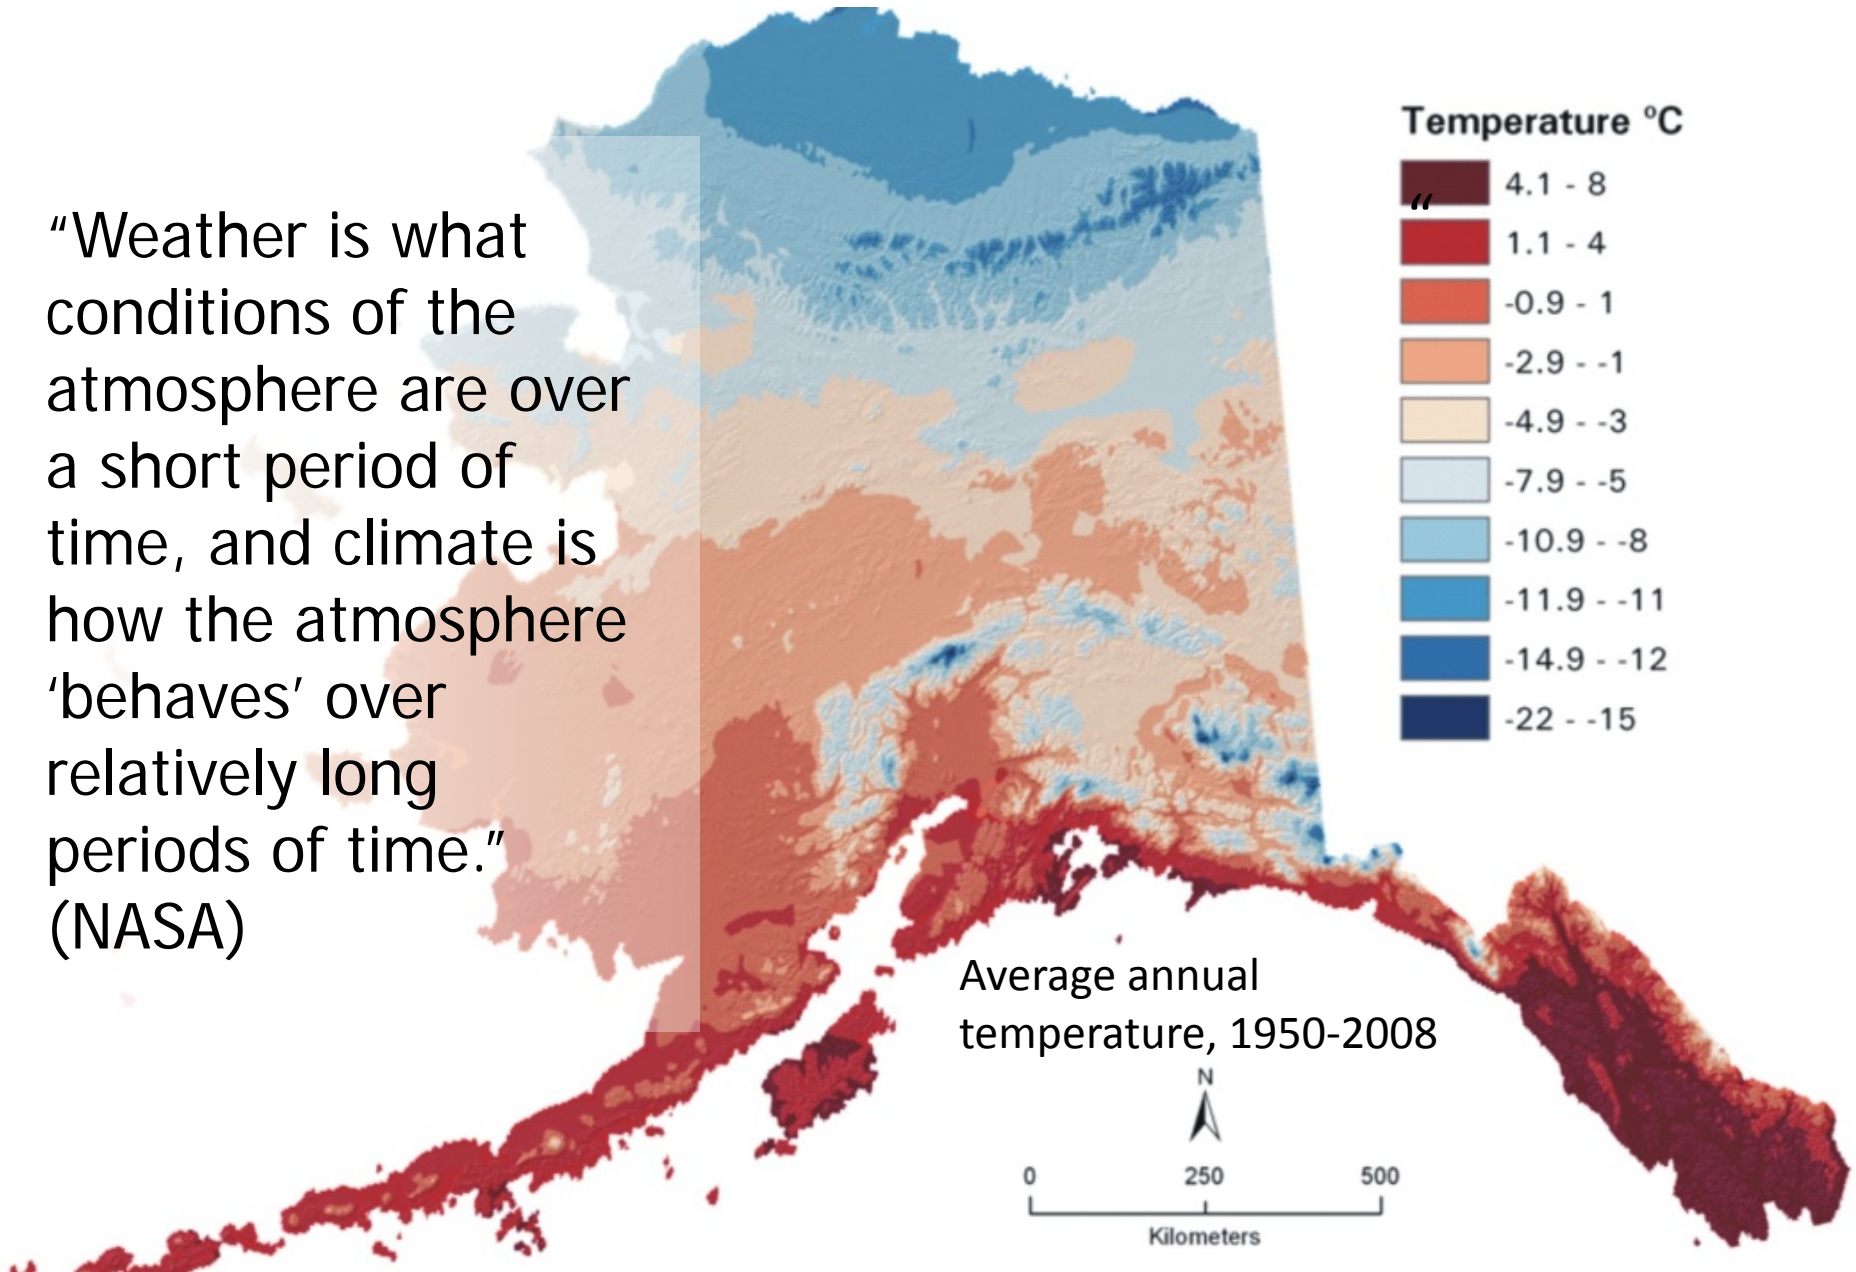 “Weather is what
conditions of the
atmosphere are over
a short period of
time, and climate is
how the atmosphere
‘behaves’ over
relatively long
periods of time.”
(NASA)
Temperature ºC
“
4.1 - 8
1.1 - 4
-0.9 - 1
-2.9 - -1
-4.9 - -3
-7.9 - -5
-10.9 - -8
-11.9 - -11
-14.9 - -12
-22 - -15
Average annual
temperature, 1950-2008
N
0 250 500
Kilometers